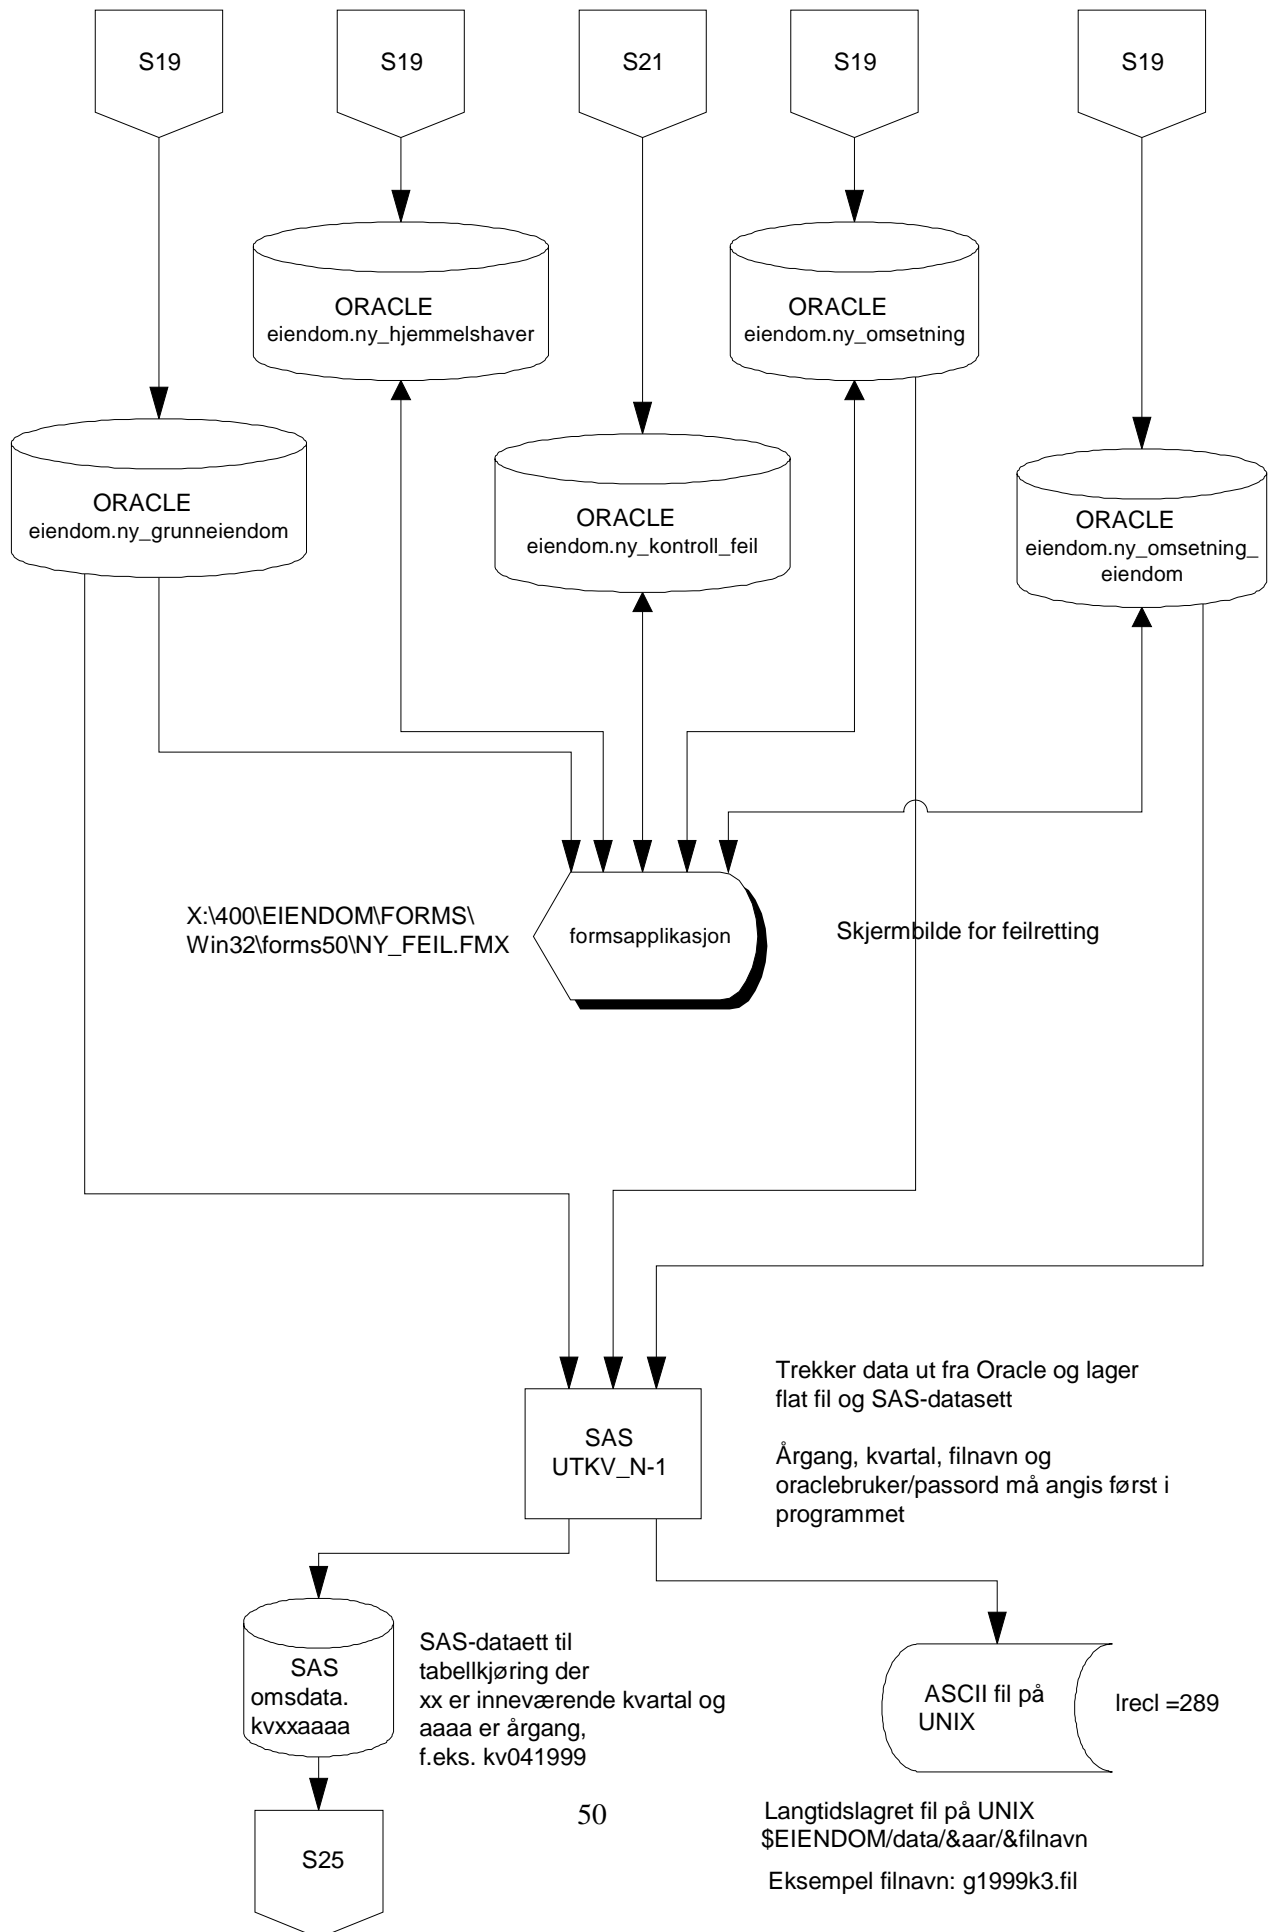 S19
S19
S21
S19
S19
ORACLE
eiendom.ny_hjemmelshaver
ORACLE
eiendom.ny_omsetning
ORACLE
eiendom.ny_grunneiendom
ORACLE
eiendom.ny_kontroll_feil
ORACLE
eiendom.ny_omsetning_
eiendom
X:\400\EIENDOM\FORMS\
Win32\forms50\NY_FEIL.FMX
formsapplikasjon
Skjermbilde for feilretting
SAS
UTKV_N-1
Trekker data ut fra Oracle og lager
flat fil og SAS-datasett
Årgang, kvartal, filnavn og
oraclebruker/passord må angis først i
programmet
SAS
omsdata.
kvxxaaaa
SAS-dataett til
tabellkjøring der
xx er inneværende kvartal og
aaaa er årgang,
f.eks. kv041999
ASCII fil på
UNIX
lrecl =289
Langtidslagret fil på UNIX
$EIENDOM/data/&aar/&filnavn
Eksempel filnavn: g1999k3.fil
S25
50